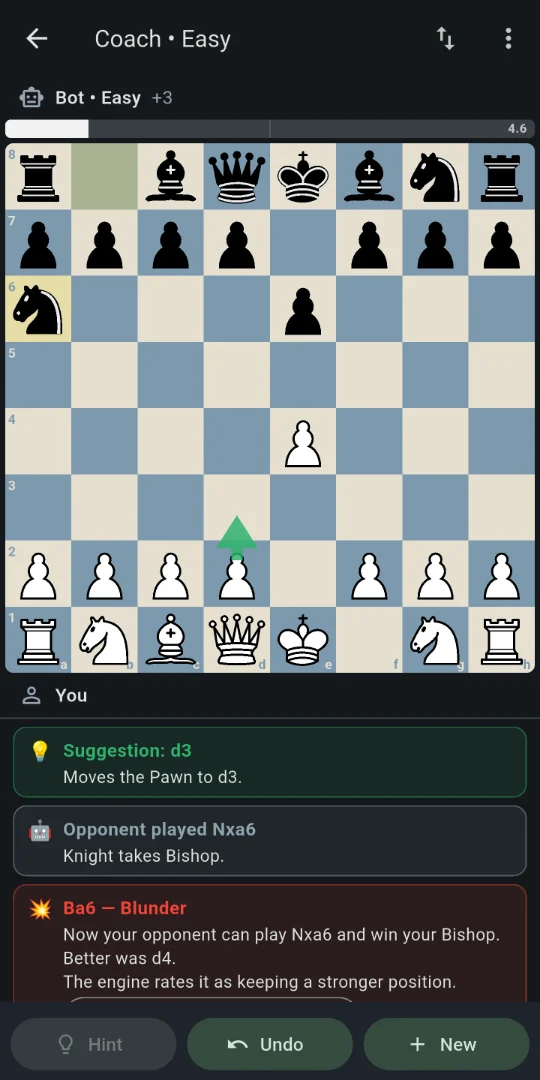 Coach • Easy
Bot • Easy +3
4.6
8
7
6
5
4
3
2
1
a b c d e f g h
You
Suggestion: d3
Moves the Pawn to d3.
Opponent played Nxa6
Knight takes Bishop.
Ba6 — Blunder
Now your opponent can play Nxa6 and win your Bishop.
Better was d4.
The engine rates it as keeping a stronger position.
Hint
Undo
New